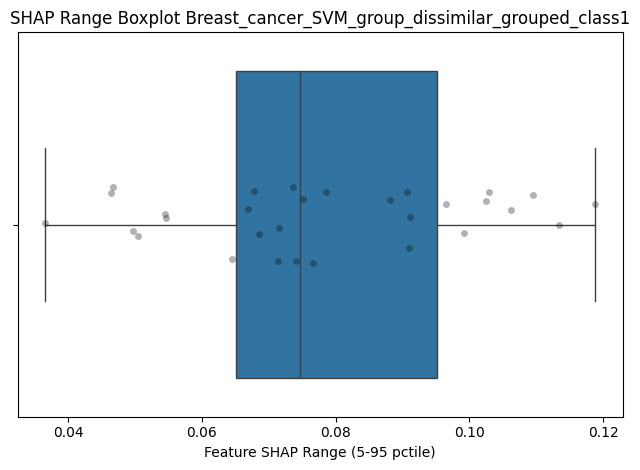 SHAP Range Boxplot Breast_cancer_SVM_group_dissimilar_grouped_class1
0.04 0.06 0.08 0.10 0.12
Feature SHAP Range (5-95 pctile)